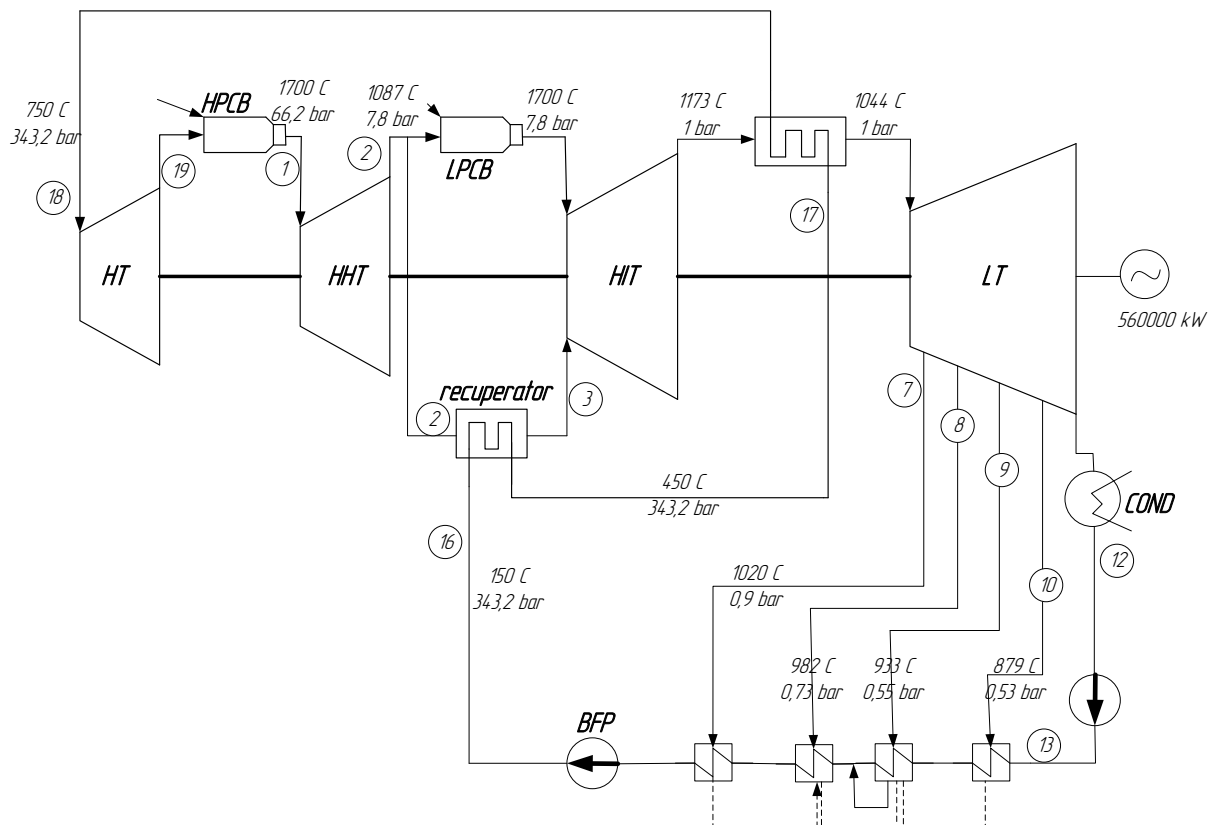 HPCB
1700 C
66,2 bar
1087 C
7,8 bar
1700 C
7,8 bar
1173 C
1 bar
1044 C
1 bar
750 C
343,2 bar
LPCB
2
19
1
18
17
HT
HHT
HIT
LT
560000 kW
recuperator
3
7
2
8
9
450 C
343,2 bar
COND
16
12
150 C
343,2 bar
1020 C
0,9 bar
10
982 C
0,73 bar
933 C
0,55 bar
879 C
0,53 bar
BFP
13